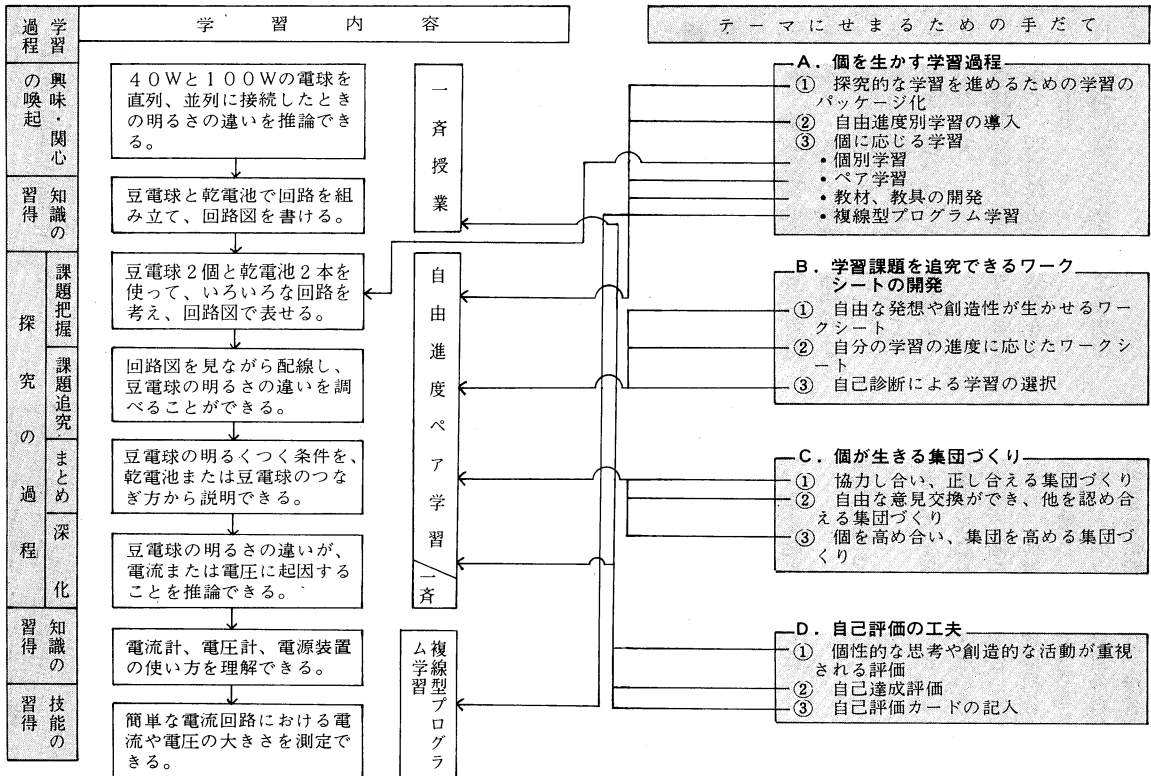 学習過程
学習内容
テーマにせまるための手だて
興味・関心の喚起
40Wと100Wの電球を
直列、並列に接続したとき
の明るさの違いを推論でき
る。
知識の習得
豆電球と乾電池で回路を組
み立て、回路図を書ける。
探究の過程
課題把握
豆電球2個と乾電池2本を
使って、いろいろな回路を
考え、回路図で表せる。
課題追究
回路図を見ながら配線し、
豆電球の明るさの違いを調
べることができる。
まとめ
豆電球の明るくつく条件を、
乾電池または豆電球のつな
ぎ方から説明できる。
深化
豆電球の明るさの違いが、
電流または電圧に起因する
ことを推論できる。
知識の習得
電流計、電圧計、電源装置
の使い方を理解できる。
技能の習得
簡単な電流回路における電
流や電圧の大きさを測定で
きる。
一斉授業
自由進度ペア学習
一斉
複線型プログラ
ム学習
A．個を生かす学習過程
① 探究的な学習を進めるための学習の
パッケージ化
② 自由進度別学習の導入
③ 個に応じる学習
・個別学習
・ペア学習
・教材、教具の開発
・複線型プログラム学習
B．学習課題を追究できるワーク
シートの開発
① 自由な発想や創造性が生かせるワー
クシート
② 自分の学習の進度に応じたワークシ
ート
③ 自己診断による学習の選択
C．個が生きる集団づくり
① 協力し合い、正し合える集団づくり
② 自由な意見交換ができ、他を認め合
える集団づくり
③ 個を高め合い、集団を高める集団づ
くり
D．自己評価の工夫
① 個性的な思考や創造的な活動が重視
される評価
② 自己達成評価
③ 自己評価カードの記入